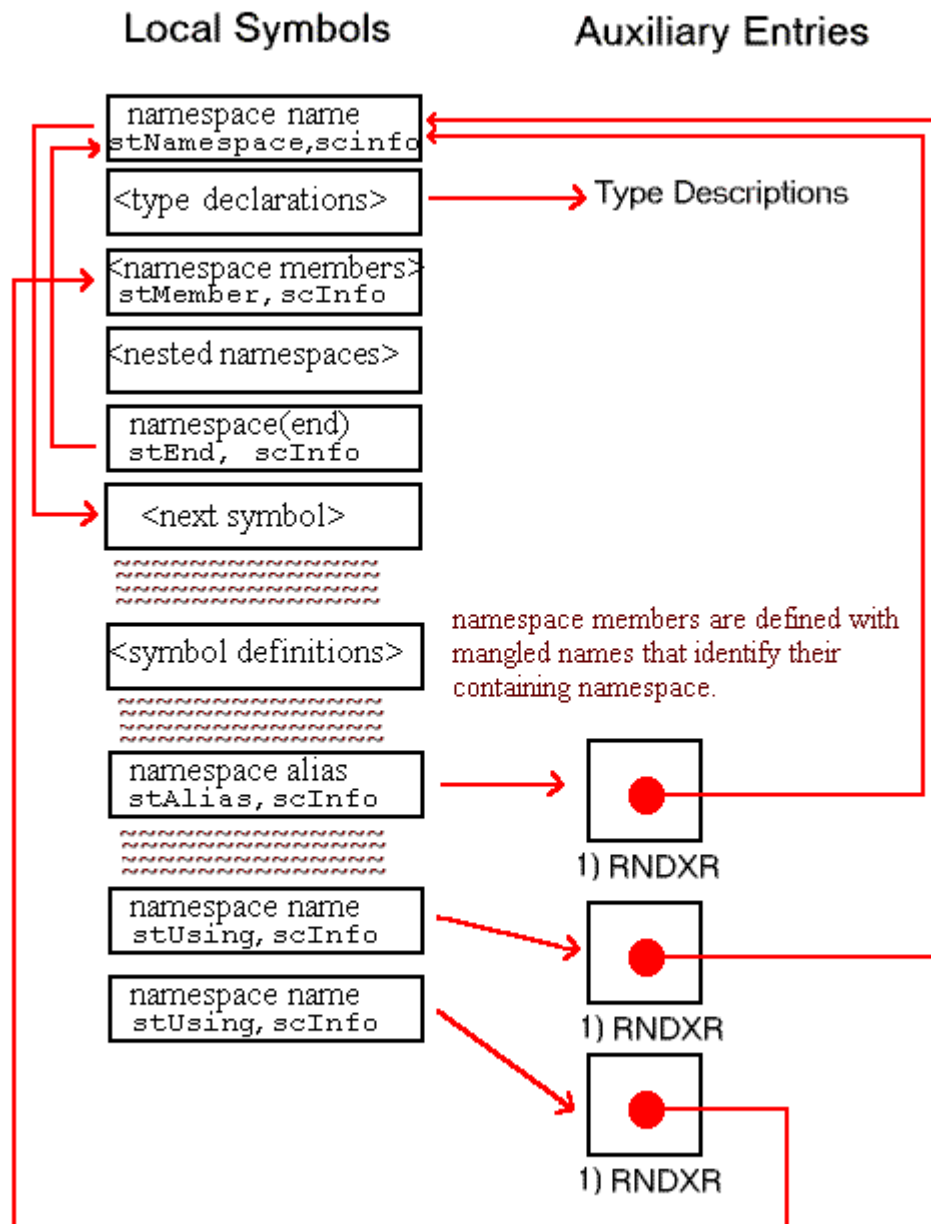 Local Symbols
Auxiliary Entries
namespace name
stNamespace,scinfo
<type declarations>
Type Descriptions
<namespace members>
stMember, scInfo
<nested namespaces>
namespace(end)
stEnd, scInfo
<next symbol>
~~~~~~~~~~~~~~
~~~~~~~~~~~~~~
~~~~~~~~~~~~~~
~~~~~~~~~~~~~~
<symbol definitions>
namespace members are defined with
mangled names that identify their
containing namespace.
~~~~~~~~~~~~~~
~~~~~~~~~~~~~~
~~~~~~~~~~~~~~
~~~~~~~~~~~~~~
namespace alias
stAlias, scInfo
1) RNDXR
~~~~~~~~~~~~~~
~~~~~~~~~~~~~~
~~~~~~~~~~~~~~
~~~~~~~~~~~~~~
namespace name
stUsing, scInfo
1) RNDXR
namespace name
stUsing, scInfo
1) RNDXR